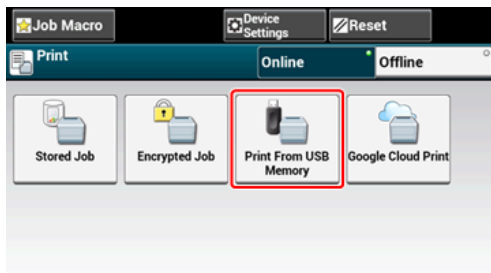 Job Macro
Device
Settings
Reset
Print
Online
Offline
Stored Job
Encrypted Job
Print From USB
Memory
Google Cloud Print